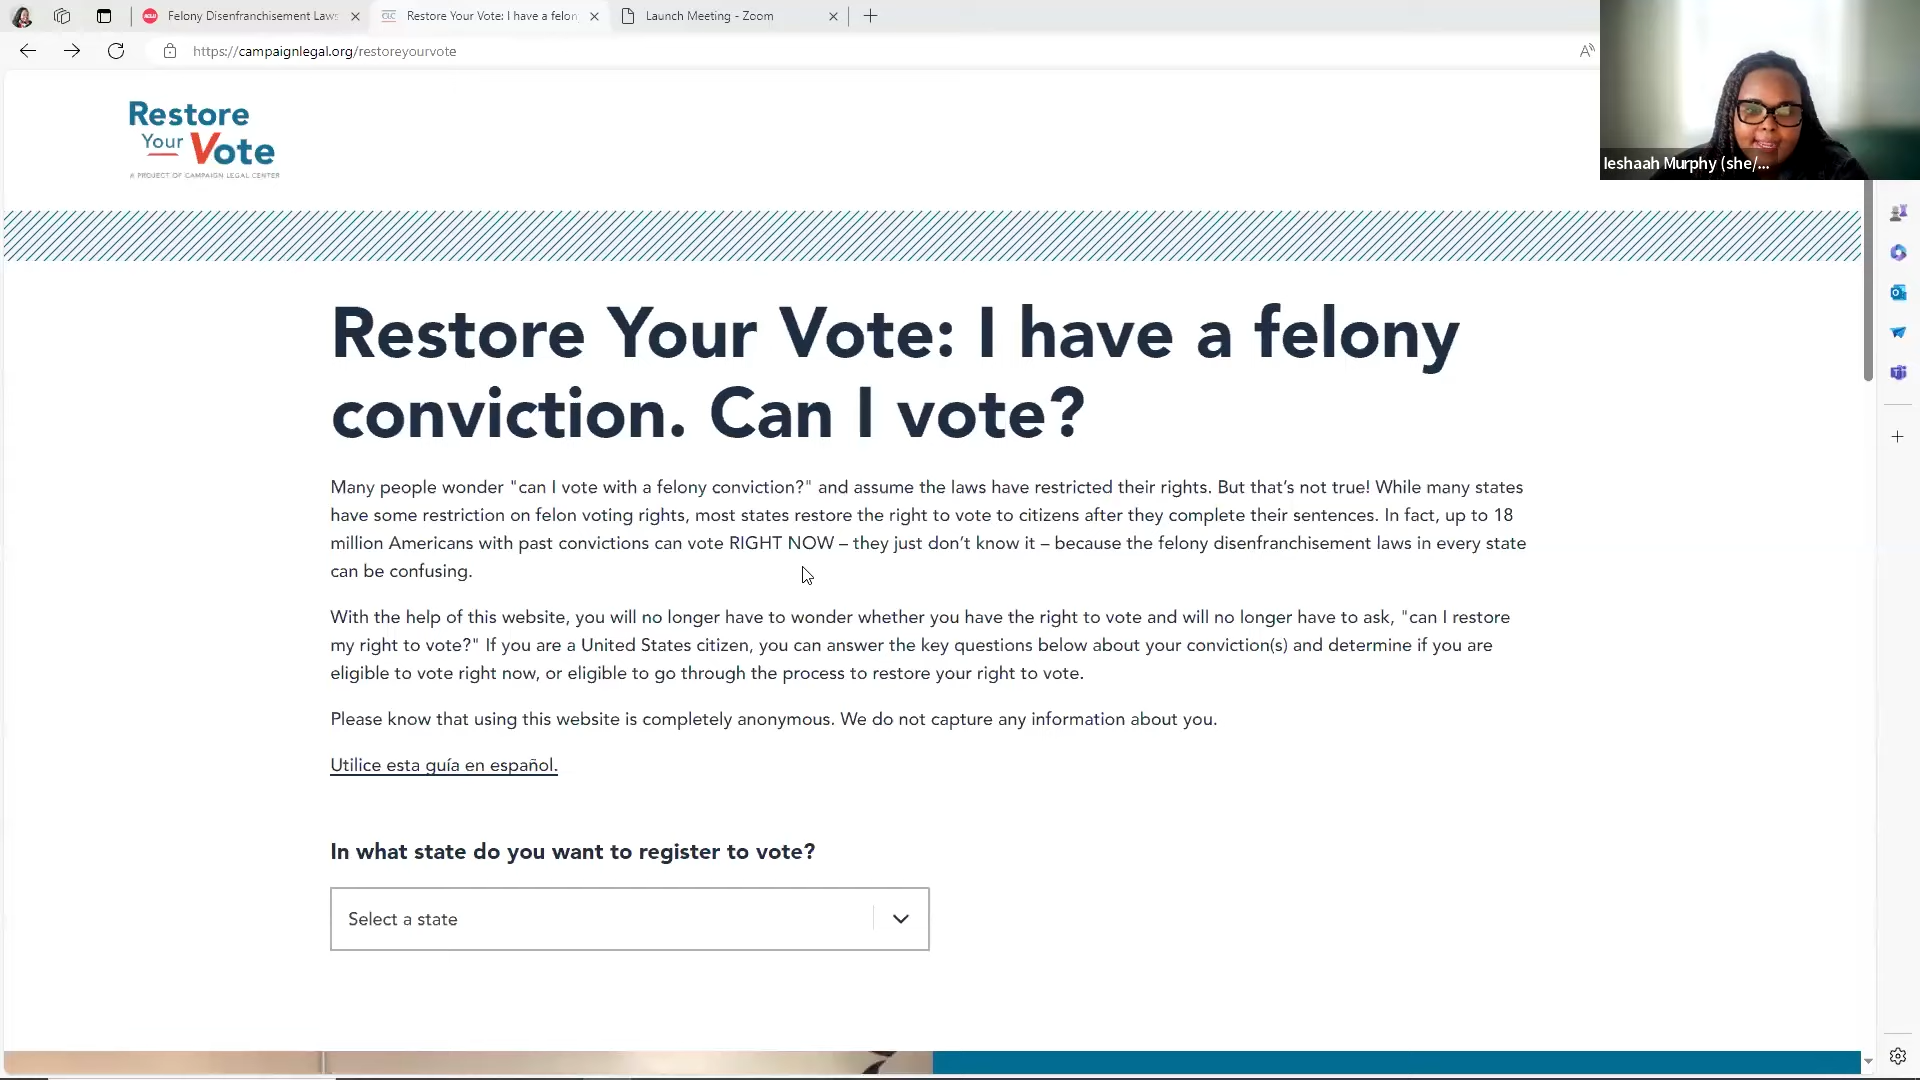 Felony Disenfranchisement Laws
Restore Your Vote: I have a felon
Launch Meeting - Zoom
https://campaignlegal.org/restoreyourvote
Ieshaah Murphy (she/...
Restore
Your Vote
A PROJECT OF CAMPAIGN LEGAL CENTER
Restore Your Vote: I have a felony
conviction. Can I vote?
Many people wonder "can I vote with a felony conviction?" and assume the laws have restricted their rights. But that’s not true! While many states
have some restriction on felon voting rights, most states restore the right to vote to citizens after they complete their sentences. In fact, up to 18
million Americans with past convictions can vote RIGHT NOW – they just don’t know it – because the felony disenfranchisement laws in every state
can be confusing.
With the help of this website, you will no longer have to wonder whether you have the right to vote and will no longer have to ask, "can I restore
my right to vote?" If you are a United States citizen, you can answer the key questions below about your conviction(s) and determine if you are
eligible to vote right now, or eligible to go through the process to restore your right to vote.
Please know that using this website is completely anonymous. We do not capture any information about you.
Utilice esta guía en español.
In what state do you want to register to vote?
Select a state